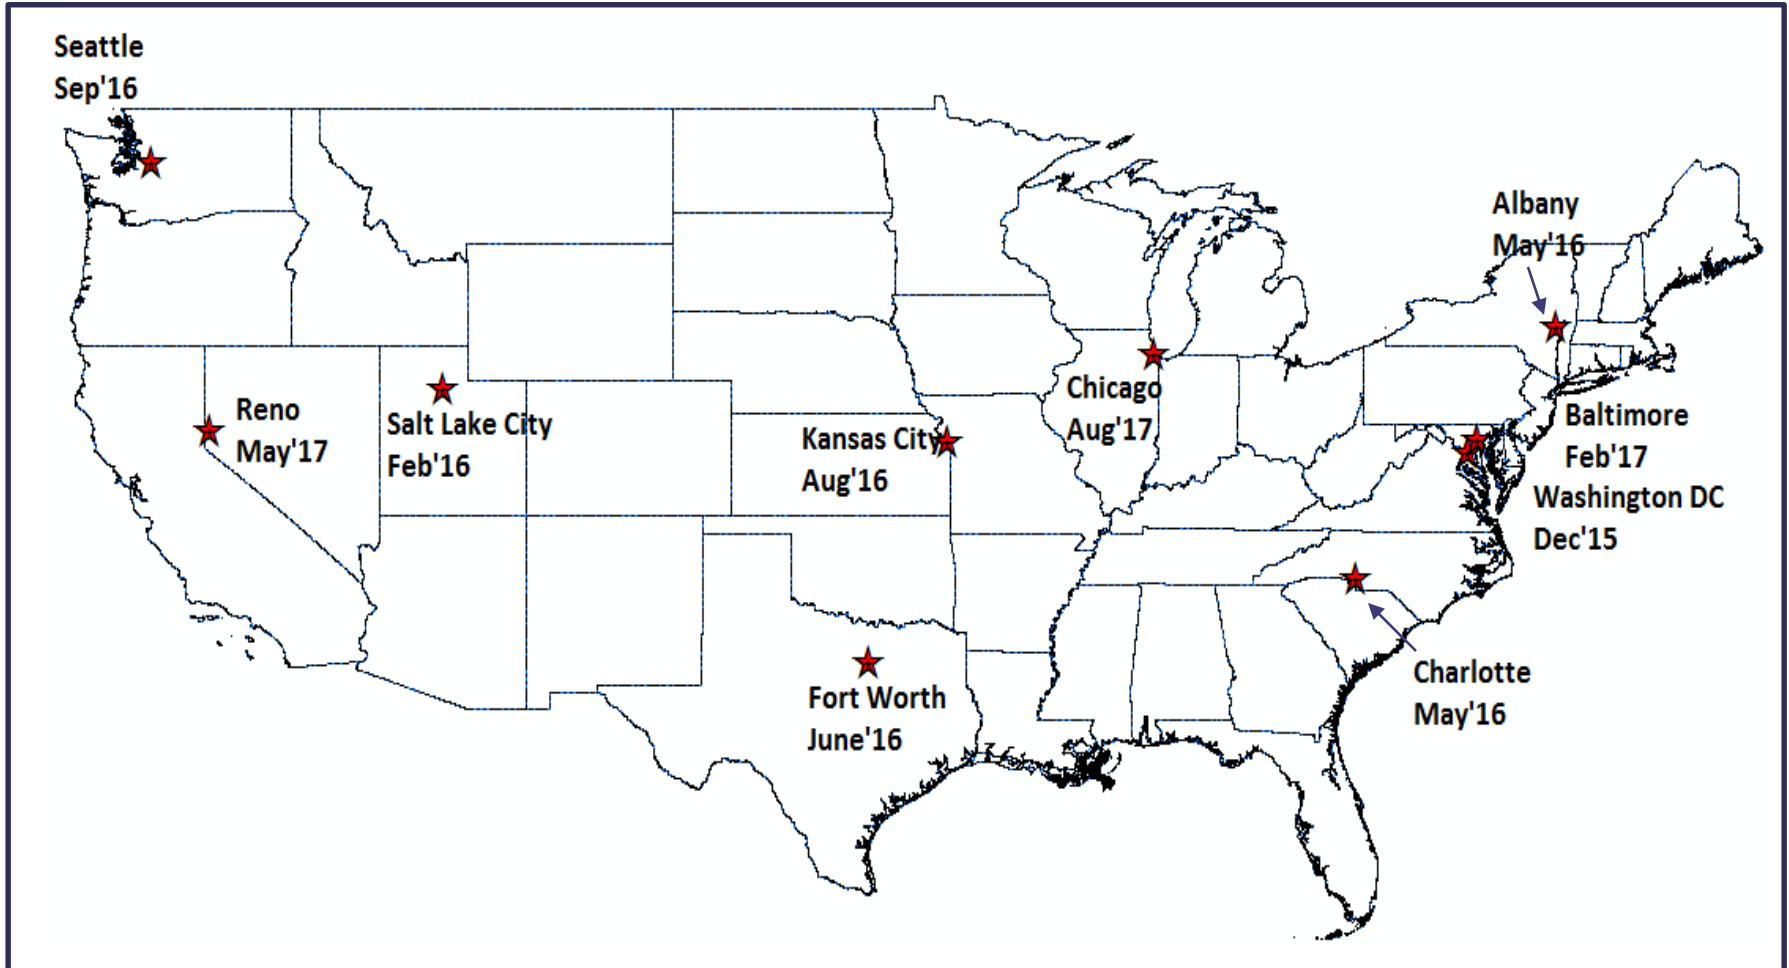 Seattle
Sep'16
Albany
May'16
Chicago
Aug'17
Reno
May'17
Salt Lake City
Feb'16
Kansas City
Aug'16
Baltimore
Feb'17
Washington DC
Dec'15
Fort Worth
June'16
Charlotte
May'16